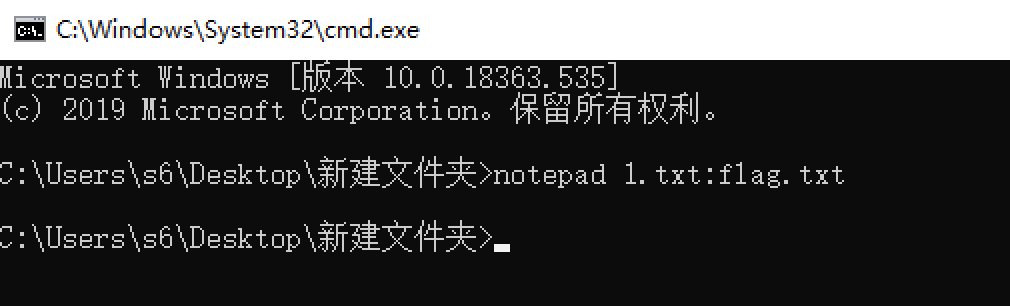 C:\Windows\System32\cmd.exe
Microsoft Windows [版本 10.0.18363.535]
(c) 2019 Microsoft Corporation。保留所有权利。
C:\Users\s6\Desktop\新建文件夹>notepad 1.txt:flag.txt
C:\Users\s6\Desktop\新建文件夹>